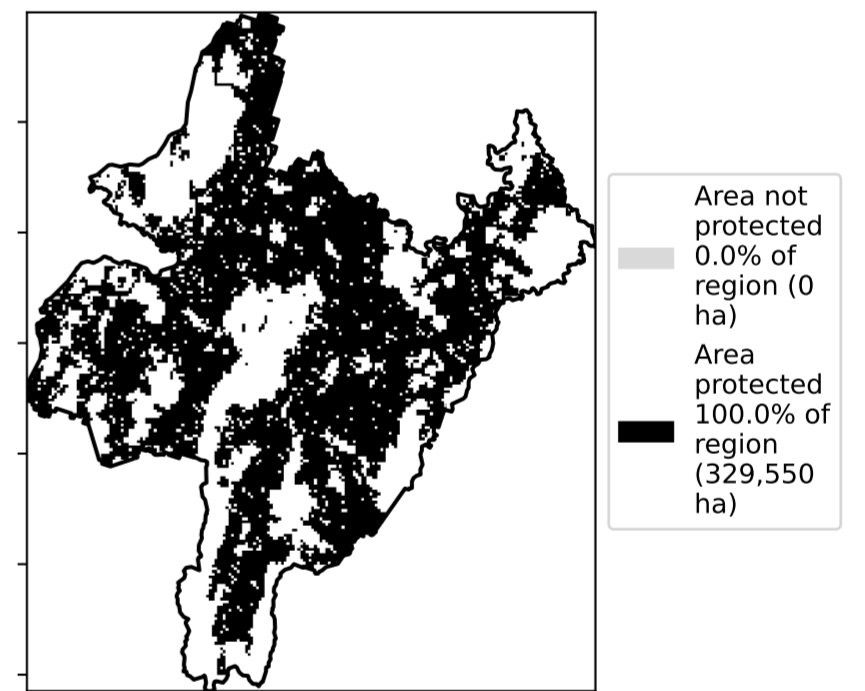 Area not
protected
0.0% of
region (0
ha)
Area
protected
100.0% of
region
(329,550
ha)